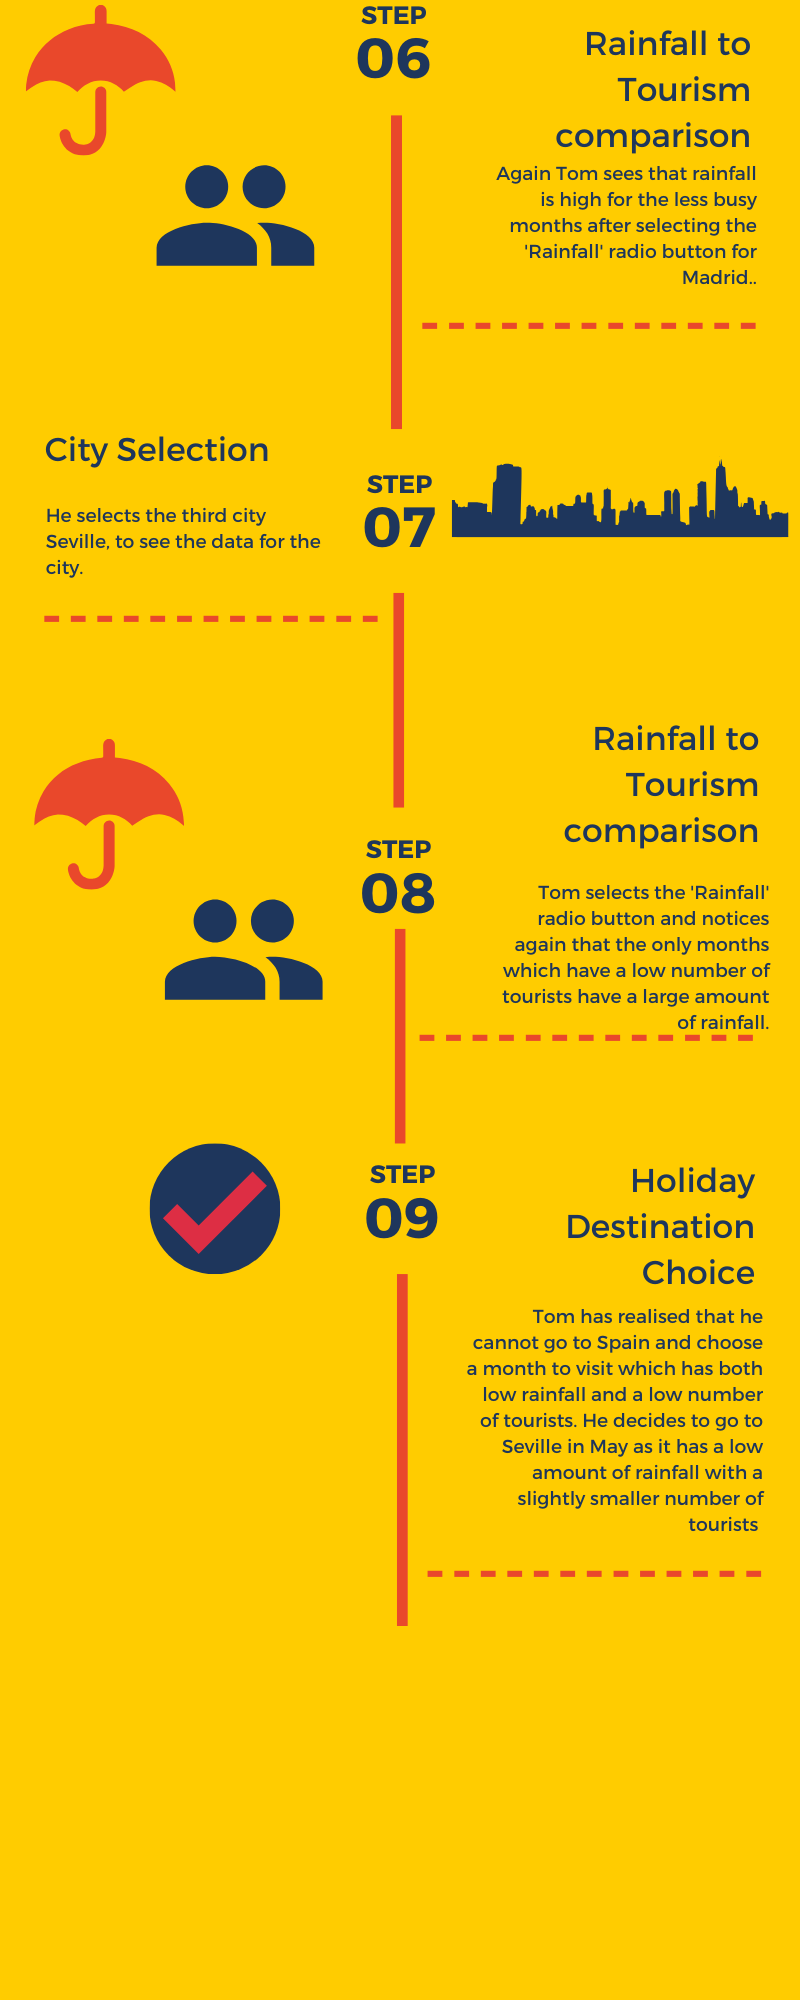 STEP
06
Rainfall to
Tourism
comparison
Again Tom sees that rainfall
is high for the less busy
months after selecting the
'Rainfall' radio button for
Madrid..
City Selection
He selects the third city
Seville, to see the data for the
city.
STEP
07
Rainfall to
Tourism
comparison
STEP
08
Tom selects the 'Rainfall'
radio button and notices
again that the only months
which have a low number of
tourists have a large amount
of rainfall.
STEP
09
Holiday
Destination
Choice
Tom has realised that he
cannot go to Spain and choose
a month to visit which has both
low rainfall and a low number
of tourists. He decides to go to
Seville in May as it has a low
amount of rainfall with a
slightly smaller number of
tourists